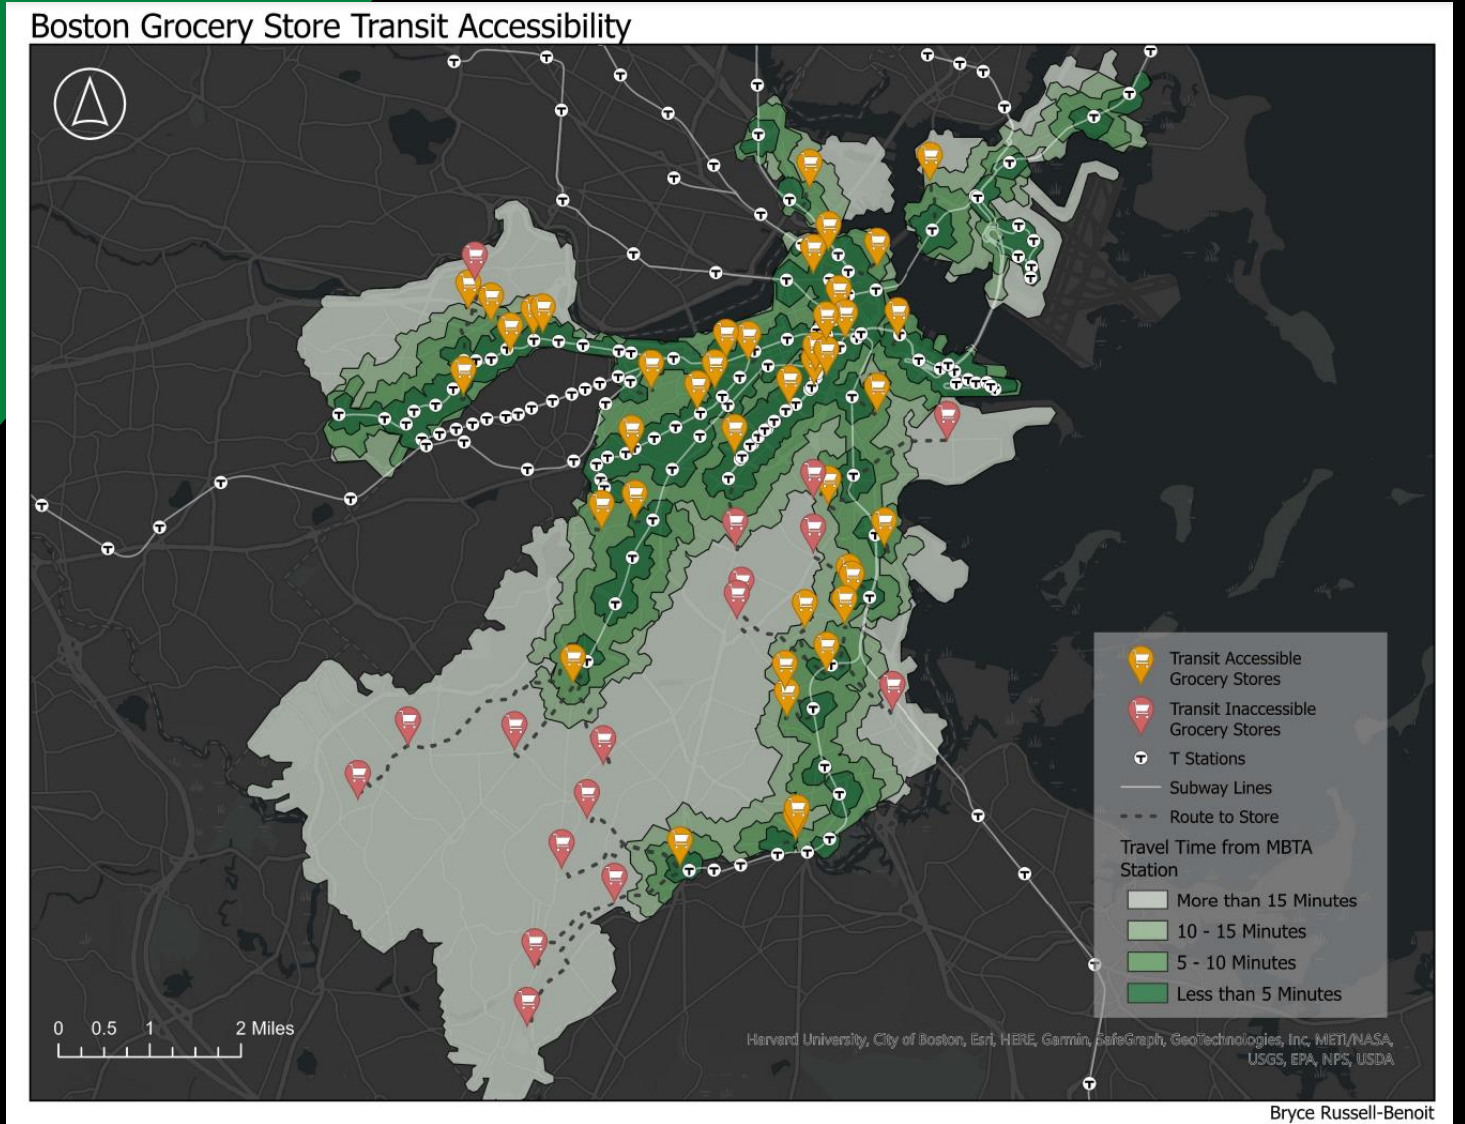 Boston Grocery Store Transit Accessibility
Transit Accessible
Grocery Stores
Transit Inaccessible
Grocery Stores
T Stations
Subway Lines
Route to Store
Travel Time from MBTA
Station
More than 15 Minutes
10 - 15 Minutes
5 - 10 Minutes
Less than 5 Minutes
0 0.5 1 2 Miles
Harvard University, City of Boston, Esri, HERE, Garmin, SafeGraph, GeoTechnologies, Inc, METI/NASA,
USGS, EPA, NPS, USDA
Bryce Russell-Benoit